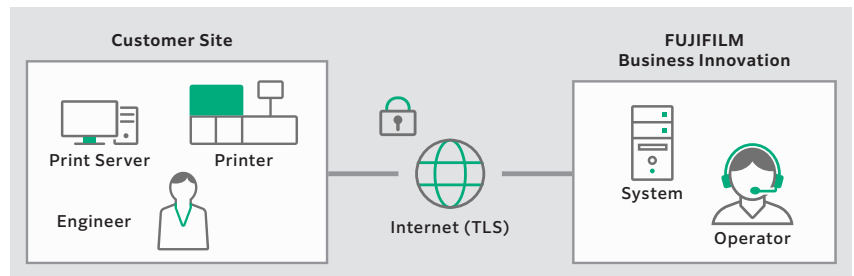 Customer Site
Print Server
Printer
Engineer
Internet (TLS)
FUJIFILM
Business Innovation
System
Operator